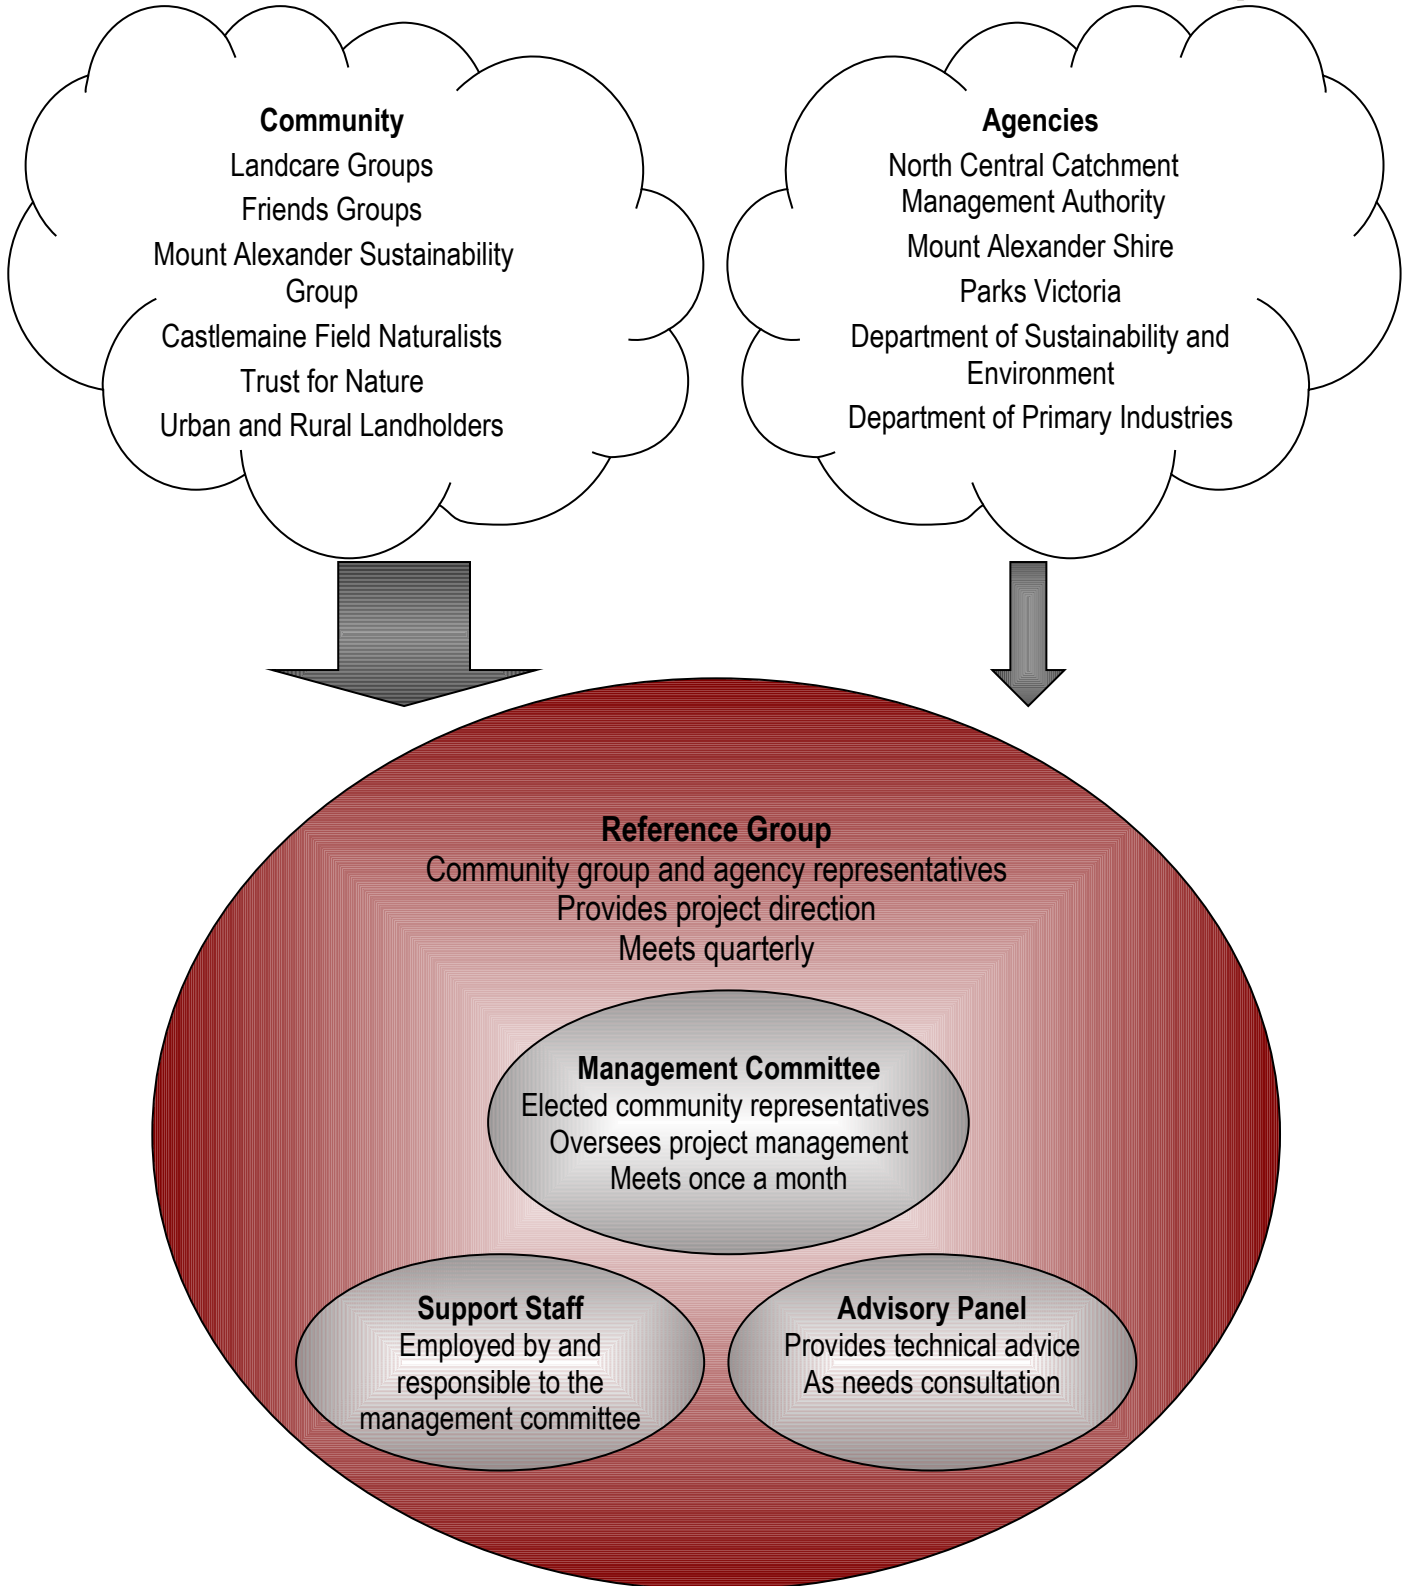 Community
Landcare Groups
Friends Groups
Mount Alexander Sustainability
Group
Castlemaine Field Naturalists
Trust for Nature
Urban and Rural Landholders
Agencies
North Central Catchment
Management Authority
Mount Alexander Shire
Parks Victoria
Department of Sustainability and
Environment
Department of Primary Industries
Reference Group
Community group and agency representatives
Provides project direction
Meets quarterly
Management Committee
Elected community representatives
Oversees project management
Meets once a month
Support Staff
Employed by and
responsible to the
management committee
Advisory Panel
Provides technical advice
As needs consultation